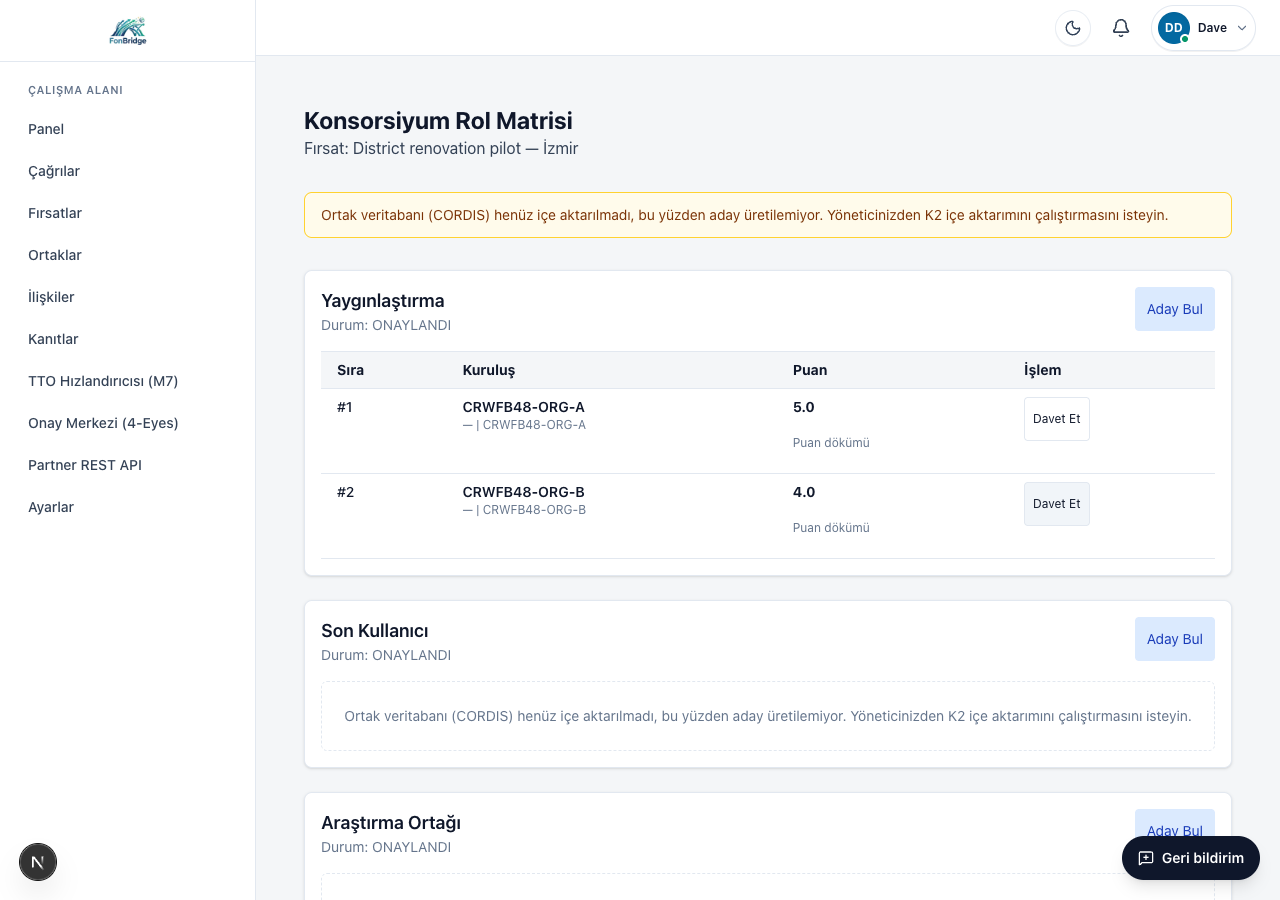 FonBridge
DD
Dave
ÇALIŞMA ALANI
Panel
Çağrılar
Fırsatlar
Ortaklar
İlişkiler
Kanıtlar
TTO Hızlandırıcısı (M7)
Onay Merkezi (4-Eyes)
Partner REST API
Ayarlar
N
Konsorsiyum Rol Matrisi
Fırsat: District renovation pilot — İzmir
Ortak veritabanı (CORDIS) henüz içe aktarılmadı, bu yüzden aday üretilemiyor. Yöneticinizden K2 içe aktarımını çalıştırmasını isteyin.
Yaygınlaştırma
Durum: ONAYLANDI
Aday Bul
Sıra Kuruluş Puan İşlem
#1 CRWFB48-ORG-A 5.0 Davet Et
— | CRWFB48-ORG-A
Puan dökümü
#2 CRWFB48-ORG-B 4.0 Davet Et
— | CRWFB48-ORG-B
Puan dökümü
Son Kullanıcı
Durum: ONAYLANDI
Aday Bul
Ortak veritabanı (CORDIS) henüz içe aktarılmadı, bu yüzden aday üretilemiyor. Yöneticinizden K2 içe aktarımını çalıştırmasını isteyin.
Araştırma Ortağı
Durum: ONAYLANDI
Aday Bul
Geri bildirim